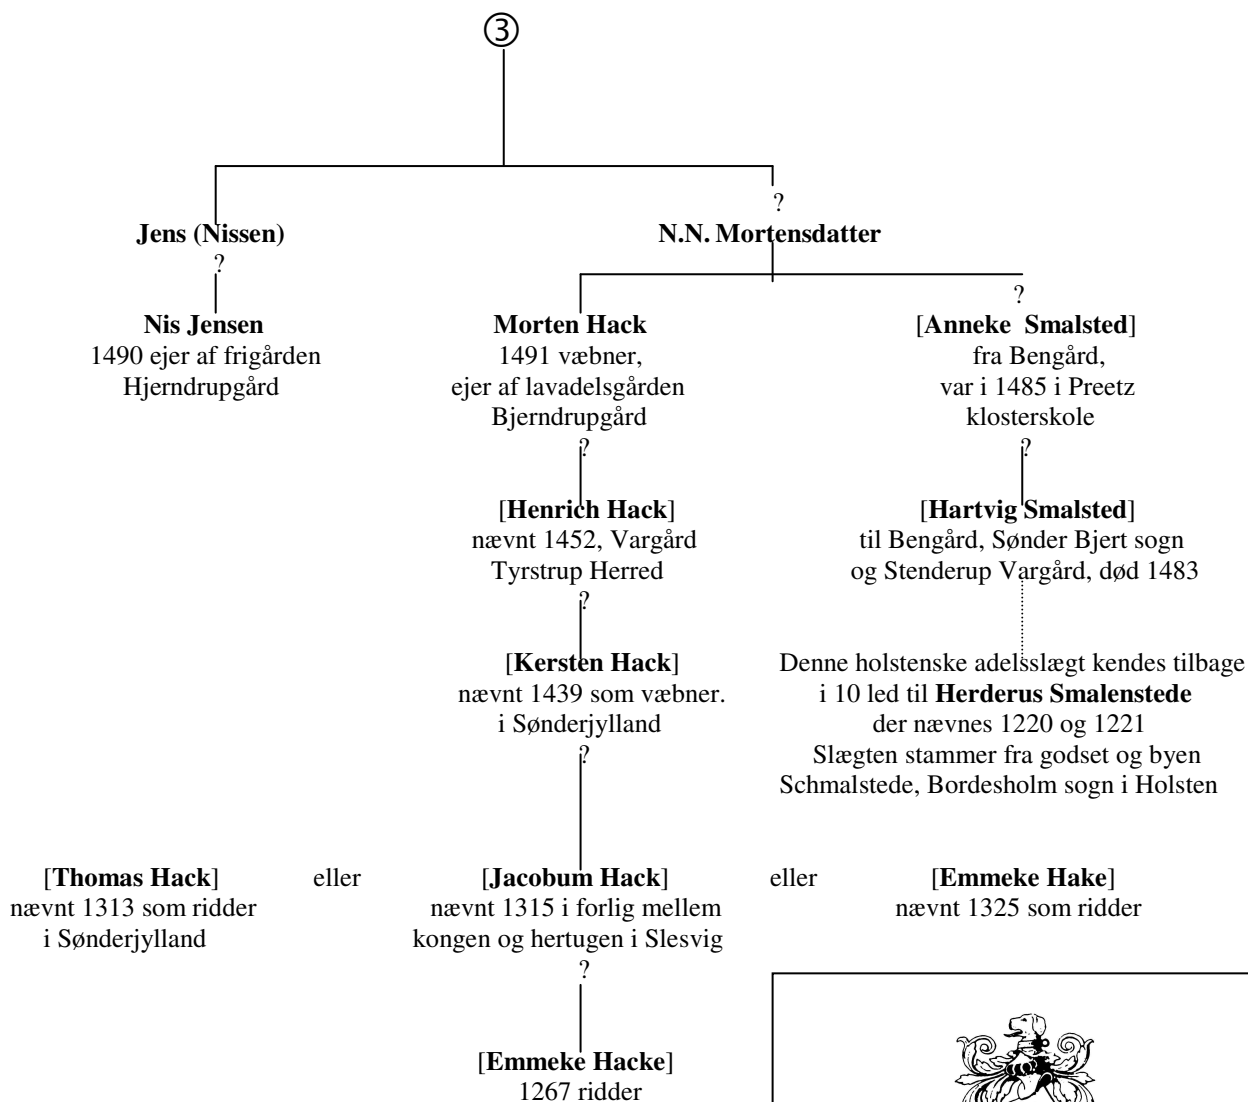 ③
?
Jens (Nissen)
N.N. Mortensdatter
?
?
Nis Jensen
1490 ejer af frigården
Hjerndrupgård
Morten Hack
1491 væbner,
ejer af lavadelsgården
Bjerndrupgård
?
[Anneke Smalsted]
fra Bengård,
var i 1485 i Preetz
klosterskole
?
[Henrich Hack]
nævnt 1452, Vargård
Tyrstrup Herred
?
[Hartvig Smalsted]
til Bengård, Sønder Bjert sogn
og Stenderup Vargård, død 1483
[Kersten Hack]
nævnt 1439 som væbner.
i Sønderjylland
?
Denne holstenske adelsslægt kendes tilbage
i 10 led til Herderus Smalenstede
der nævnes 1220 og 1221
Slægten stammer fra godset og byen
Schmalstede, Bordesholm sogn i Holsten
[Thomas Hack]
nævnt 1313 som ridder
i Sønderjylland
eller
[Jacobum Hack]
nævnt 1315 i forlig mellem
kongen og hertugen i Slesvig
?
eller
[Emmeke Hake]
nævnt 1325 som ridder
[Emmeke Hacke]
1267 ridder